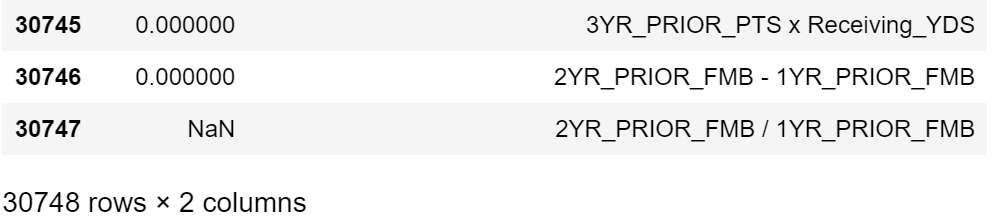 30745 0.000000 3YR_PRIOR_PTS x Receiving_YDS
30746 0.000000 2YR_PRIOR_FMB - 1YR_PRIOR_FMB
30747 NaN 2YR_PRIOR_FMB / 1YR_PRIOR_FMB
30748 rows × 2 columns